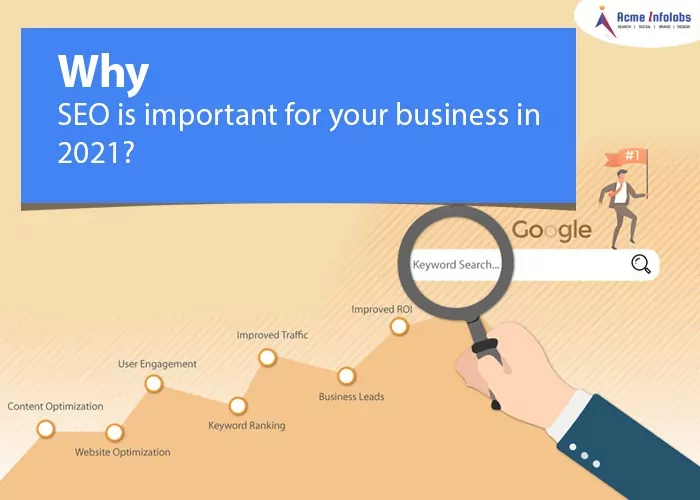 Acme Infolabs
SEARCH | SOCIAL | BRAND | DESIGN
Why
SEO is important for your business in
2021?
#1
Google
Keyword Search...
Improved ROI
Improved Traffic
User Engagement
Business Leads
Content Optimization
Keyword Ranking
Website Optimization